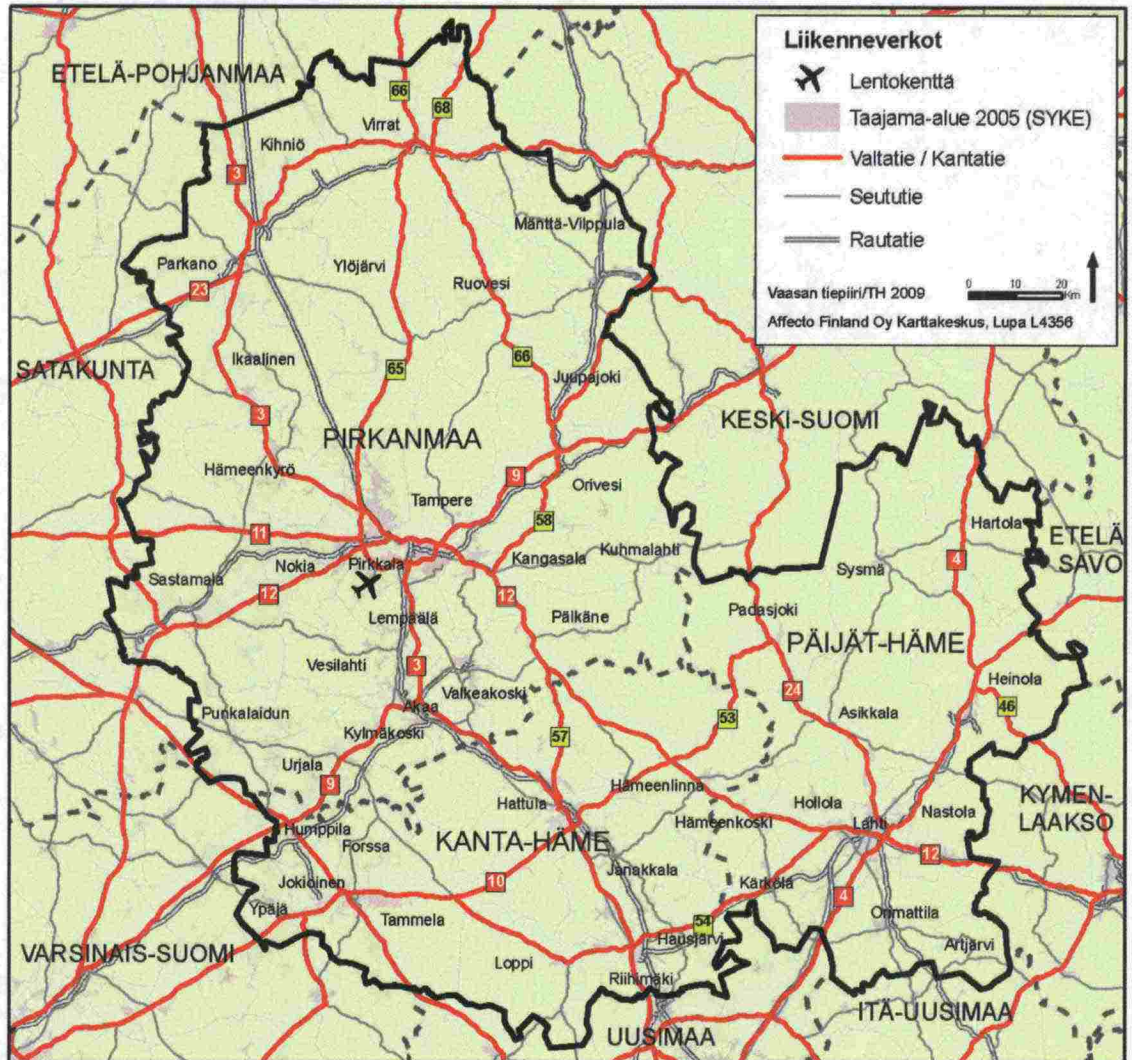 Liikenneverkot
Lentokenttä
Taajama-alue 2005 (SYKE)
Valtatie / Kantatie
Seututie
Rautatie
Vaasan tiepiiri/TH 2009
0 10 20 Km
Affecto Finland Oy Karttakeskus, Lupa L4356
ETELÄ-POHJANMAA
66
68
Virrat
Kihniö
3
Mänttä-Vilppula
Parkano
Ylöjärvi
Ruovesi
23
SATAKUNTA
Ikaalinen
65
66
Juupajoki
3
PIRKANMAA
KESKI-SUOMI
Hämeenkyrö
Tampere
9
Orivesi
58
Hartola
11
Kangasala
Kuhmalahti
ETELÄ
SAVO
4
Sastamala
Nokia
Pirkkala
Sysmä
12
12
Lempäälä
Pälkäne
Padasjoki
PÄIJÄT-HÄME
Vesilahti
3
Valkeakoski
24
Heinola
Punkalaidun
Akaa
53
Asikkala
46
Kylmäkoski
57
Urjala
9
Hattula
Hämeenlinna
Hollola
Nastola
KYMEN-
LAAKSO
Humppila
Forssa
KANTA-HÄME
Hämeenkoski
Lahti
12
Janakkala
Jokioinen
10
Kärkölä
4
Ypäjä
Tammela
54
Orimattila
VARSINAIS-SUOMI
Loppi
Hausjärvi
Artjärvi
Riihimäki
UUSIMAA
ITÄ-UUSIMAA